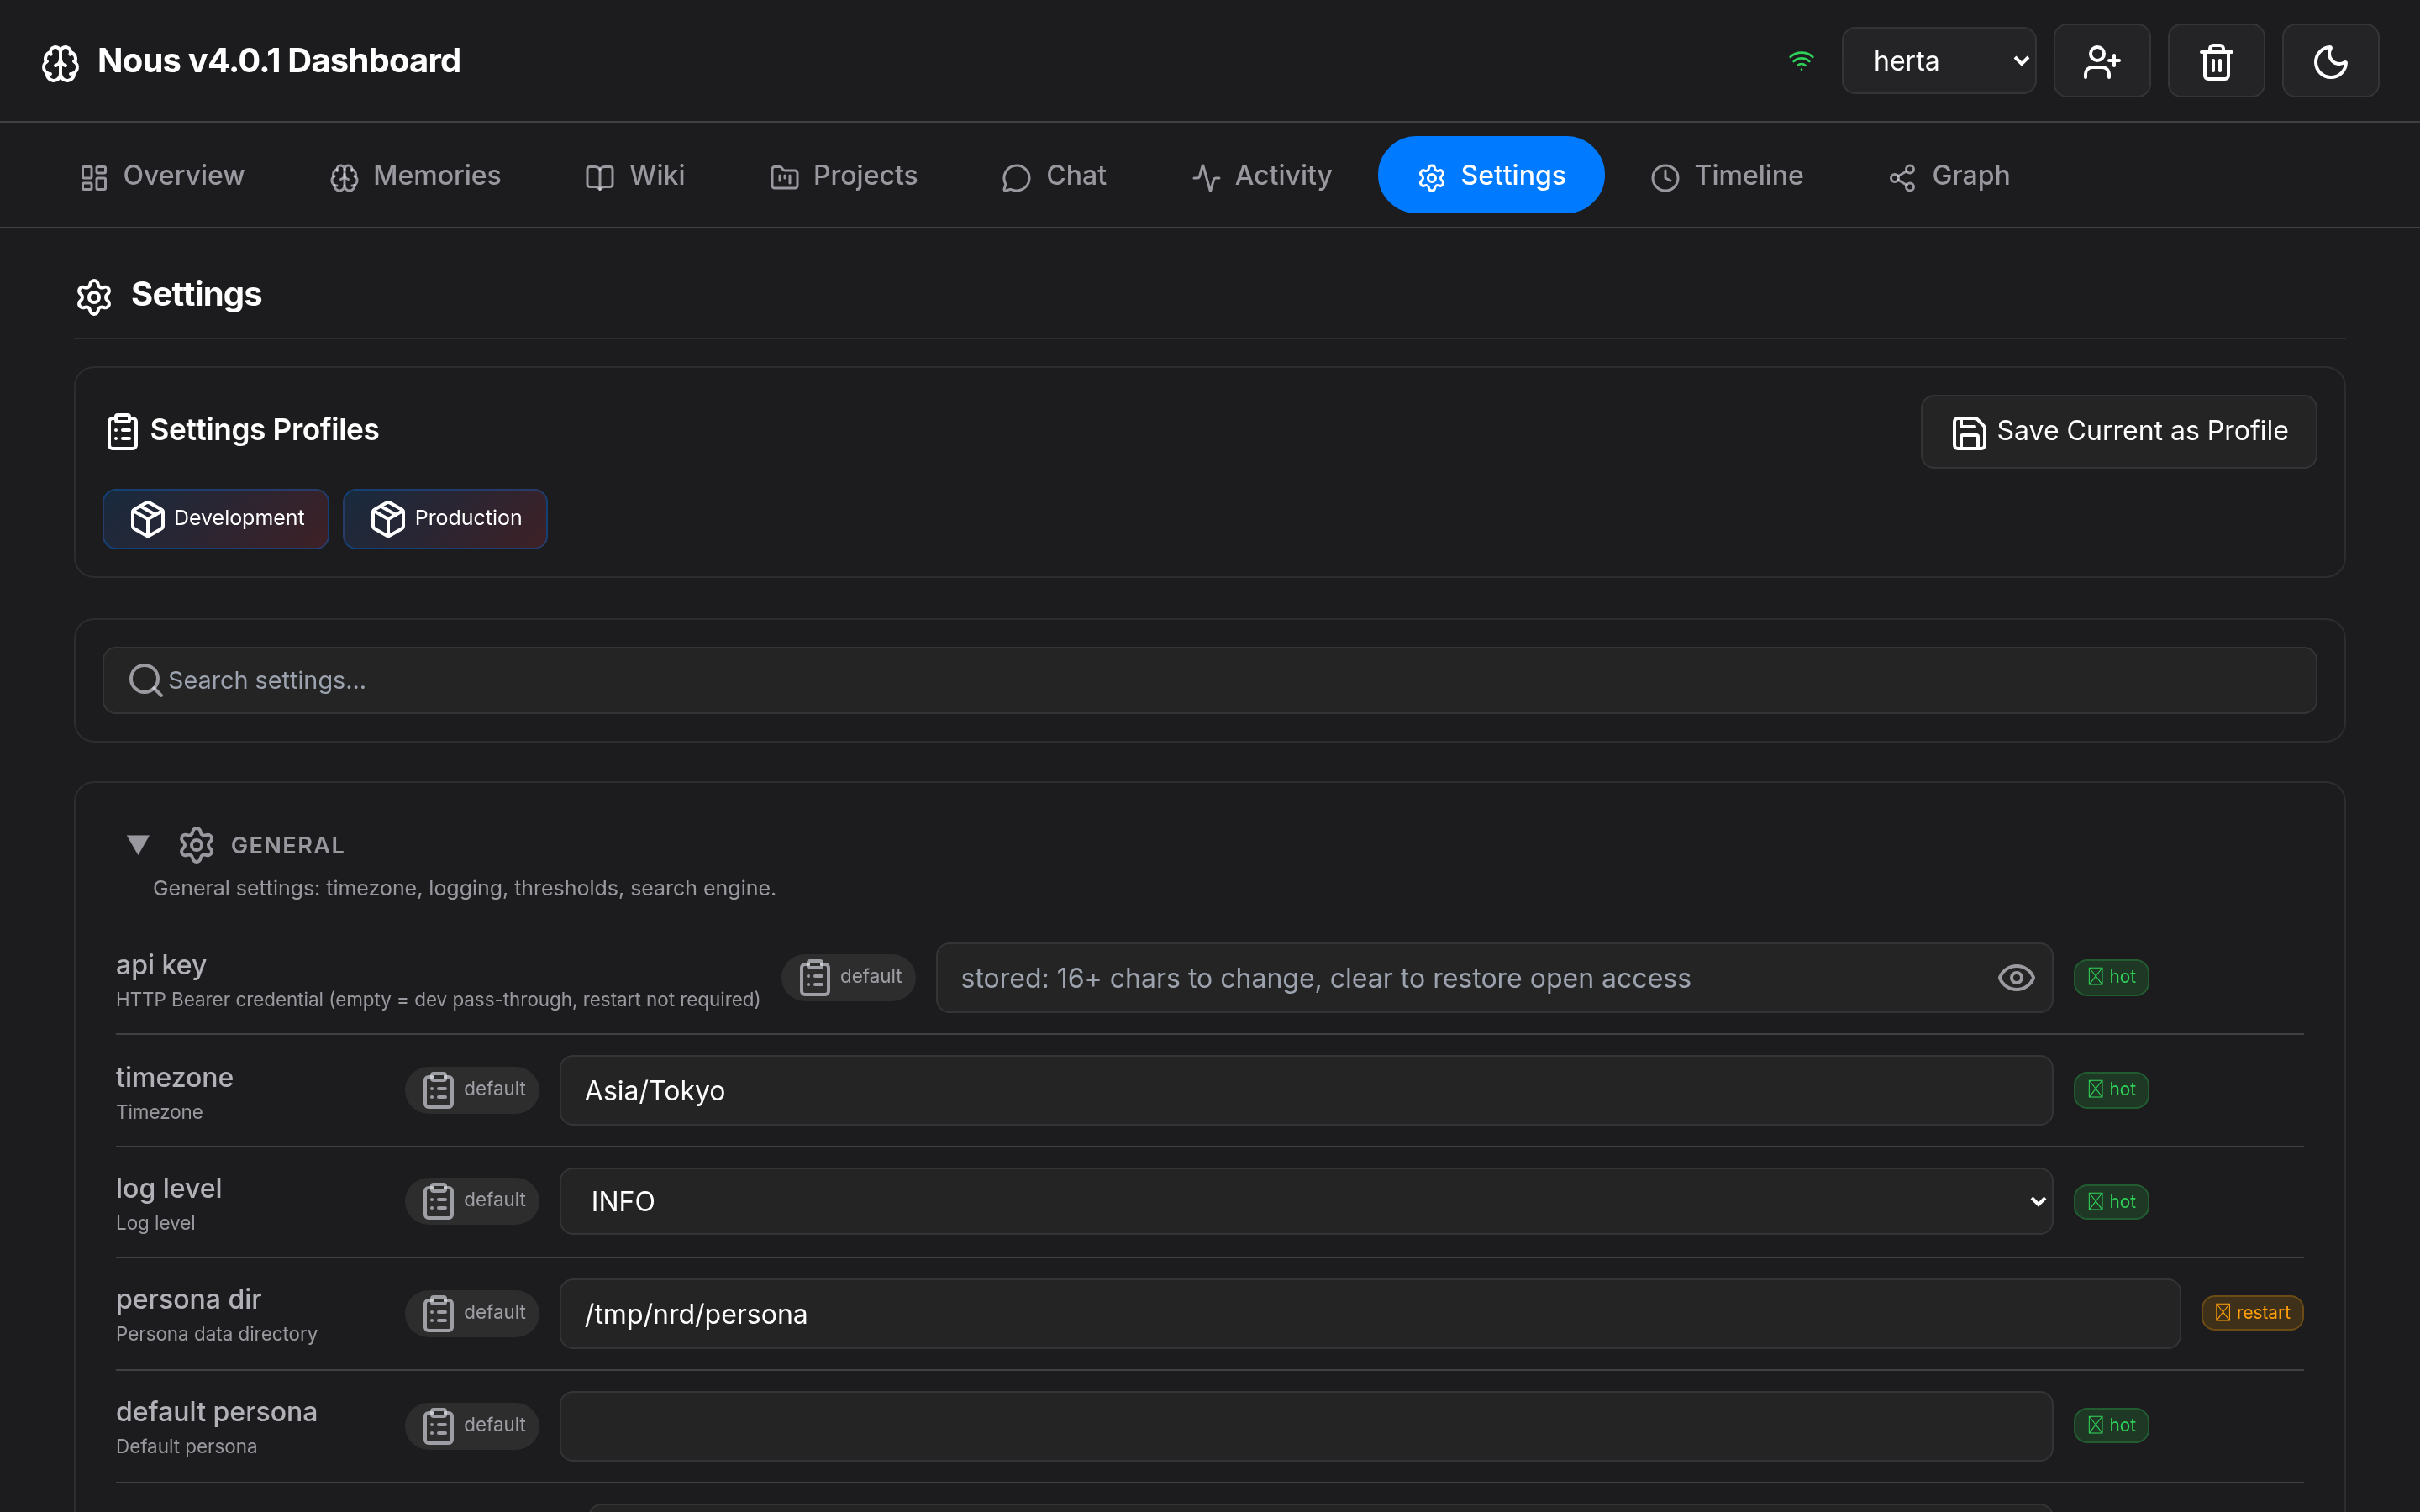 Nous v4.0.1 Dashboard
herta
Overview
Memories
Wiki
Projects
Chat
Activity
Settings
Timeline
Graph
Settings
Settings Profiles
Save Current as Profile
Development
Production
Search settings...
GENERAL
General settings: timezone, logging, thresholds, search engine.
api key
HTTP Bearer credential (empty = dev pass-through, restart not required)
default
stored: 16+ chars to change, clear to restore open access
hot
timezone
Timezone
default
Asia/Tokyo
hot
log level
Log level
default
INFO
hot
persona dir
Persona data directory
default
/tmp/nrd/persona
restart
default persona
Default persona
default
hot